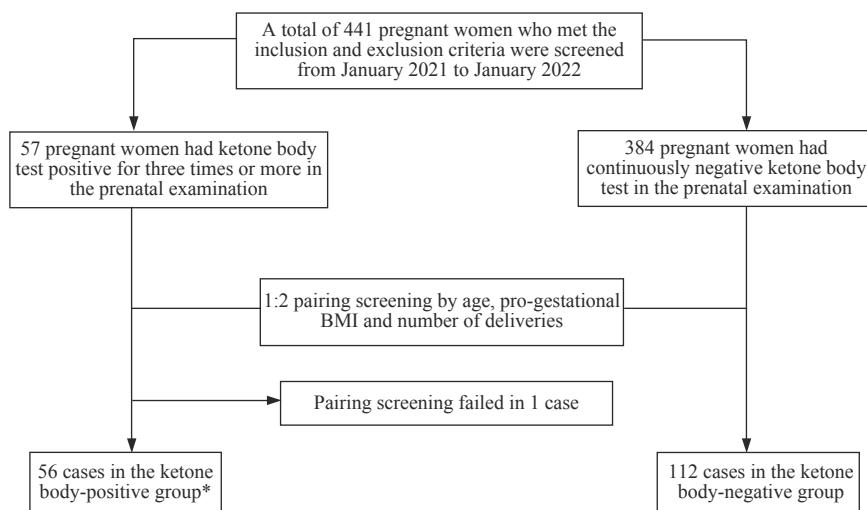 A total of 441 pregnant women who met the
inclusion and exclusion criteria were screened
from January 2021 to January 2022
57 pregnant women had ketone body
test positive for three times or more in
the prenatal examination
384 pregnant women had
continuously negative ketone body
test in the prenatal examination
1:2 pairing screening by age, pro-gestational
BMI and number of deliveries
Pairing screening failed in 1 case
56 cases in the ketone
body-positive group*
112 cases in the ketone
body-negative group